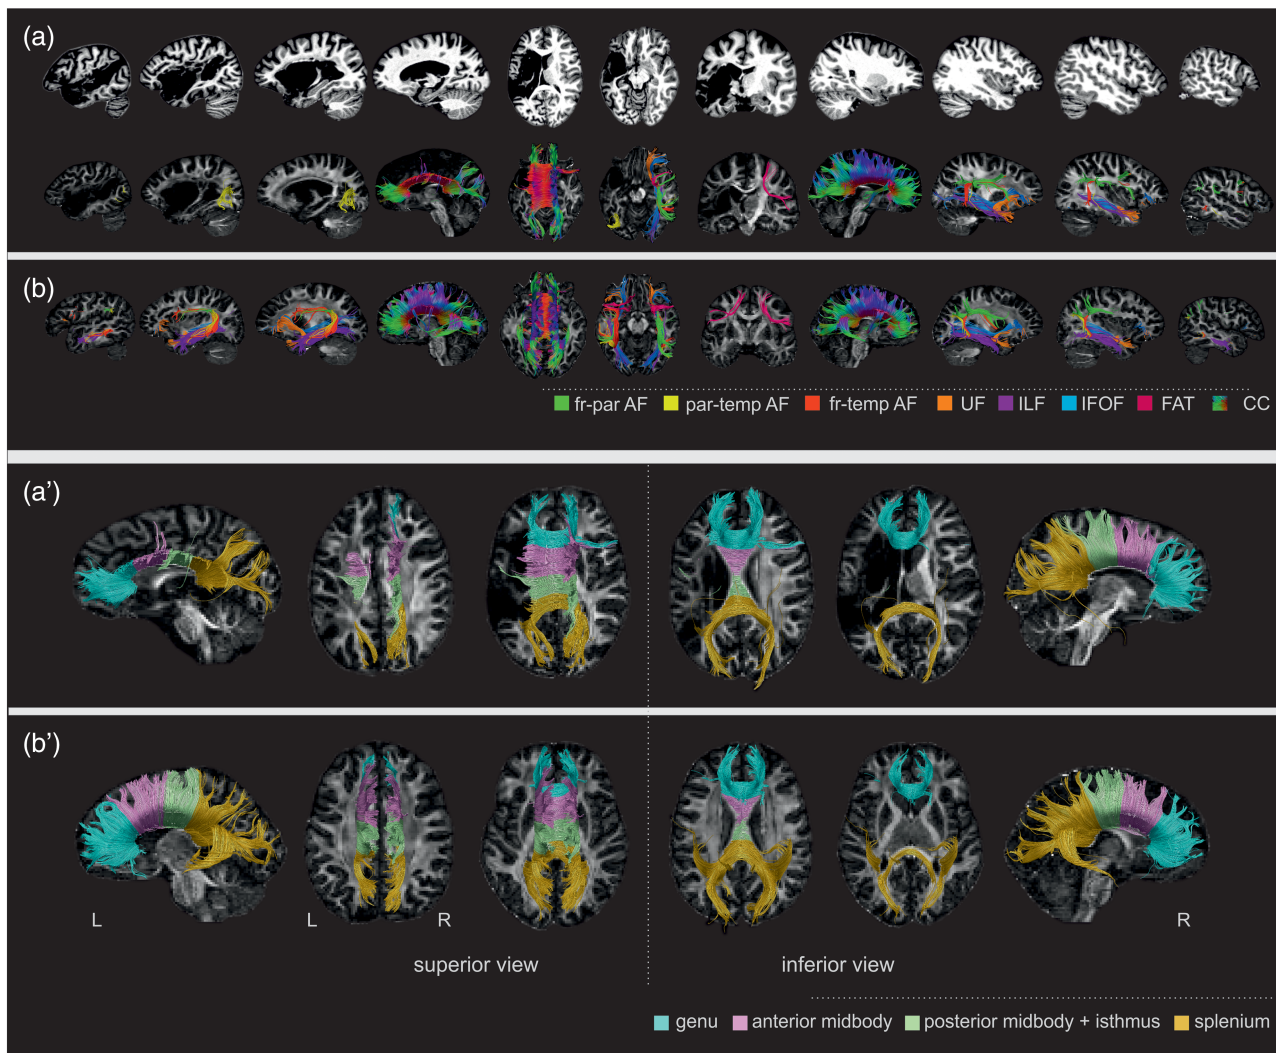 (a)
(b)
fr-par AF par-temp AF fr-temp AF UF ILF IFOF FAT CC
(a’)
(b’)
L L R R
superior view inferior view
genu anterior midbody posterior midbody + isthmus splenium